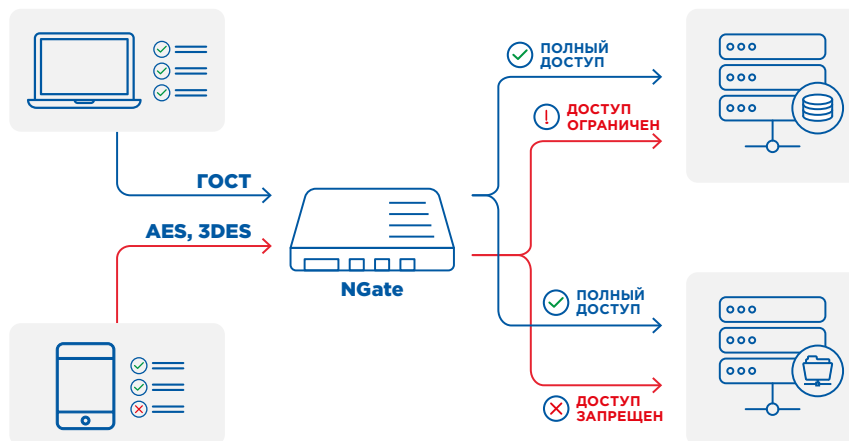 ПОЛНЫЙ
ДОСТУП
ДОСТУП
ОГРАНИЧЕН
ГОСТ
AES, 3DES
NGate
ПОЛНЫЙ
ДОСТУП
ДОСТУП
ЗАПРЕЩЕН